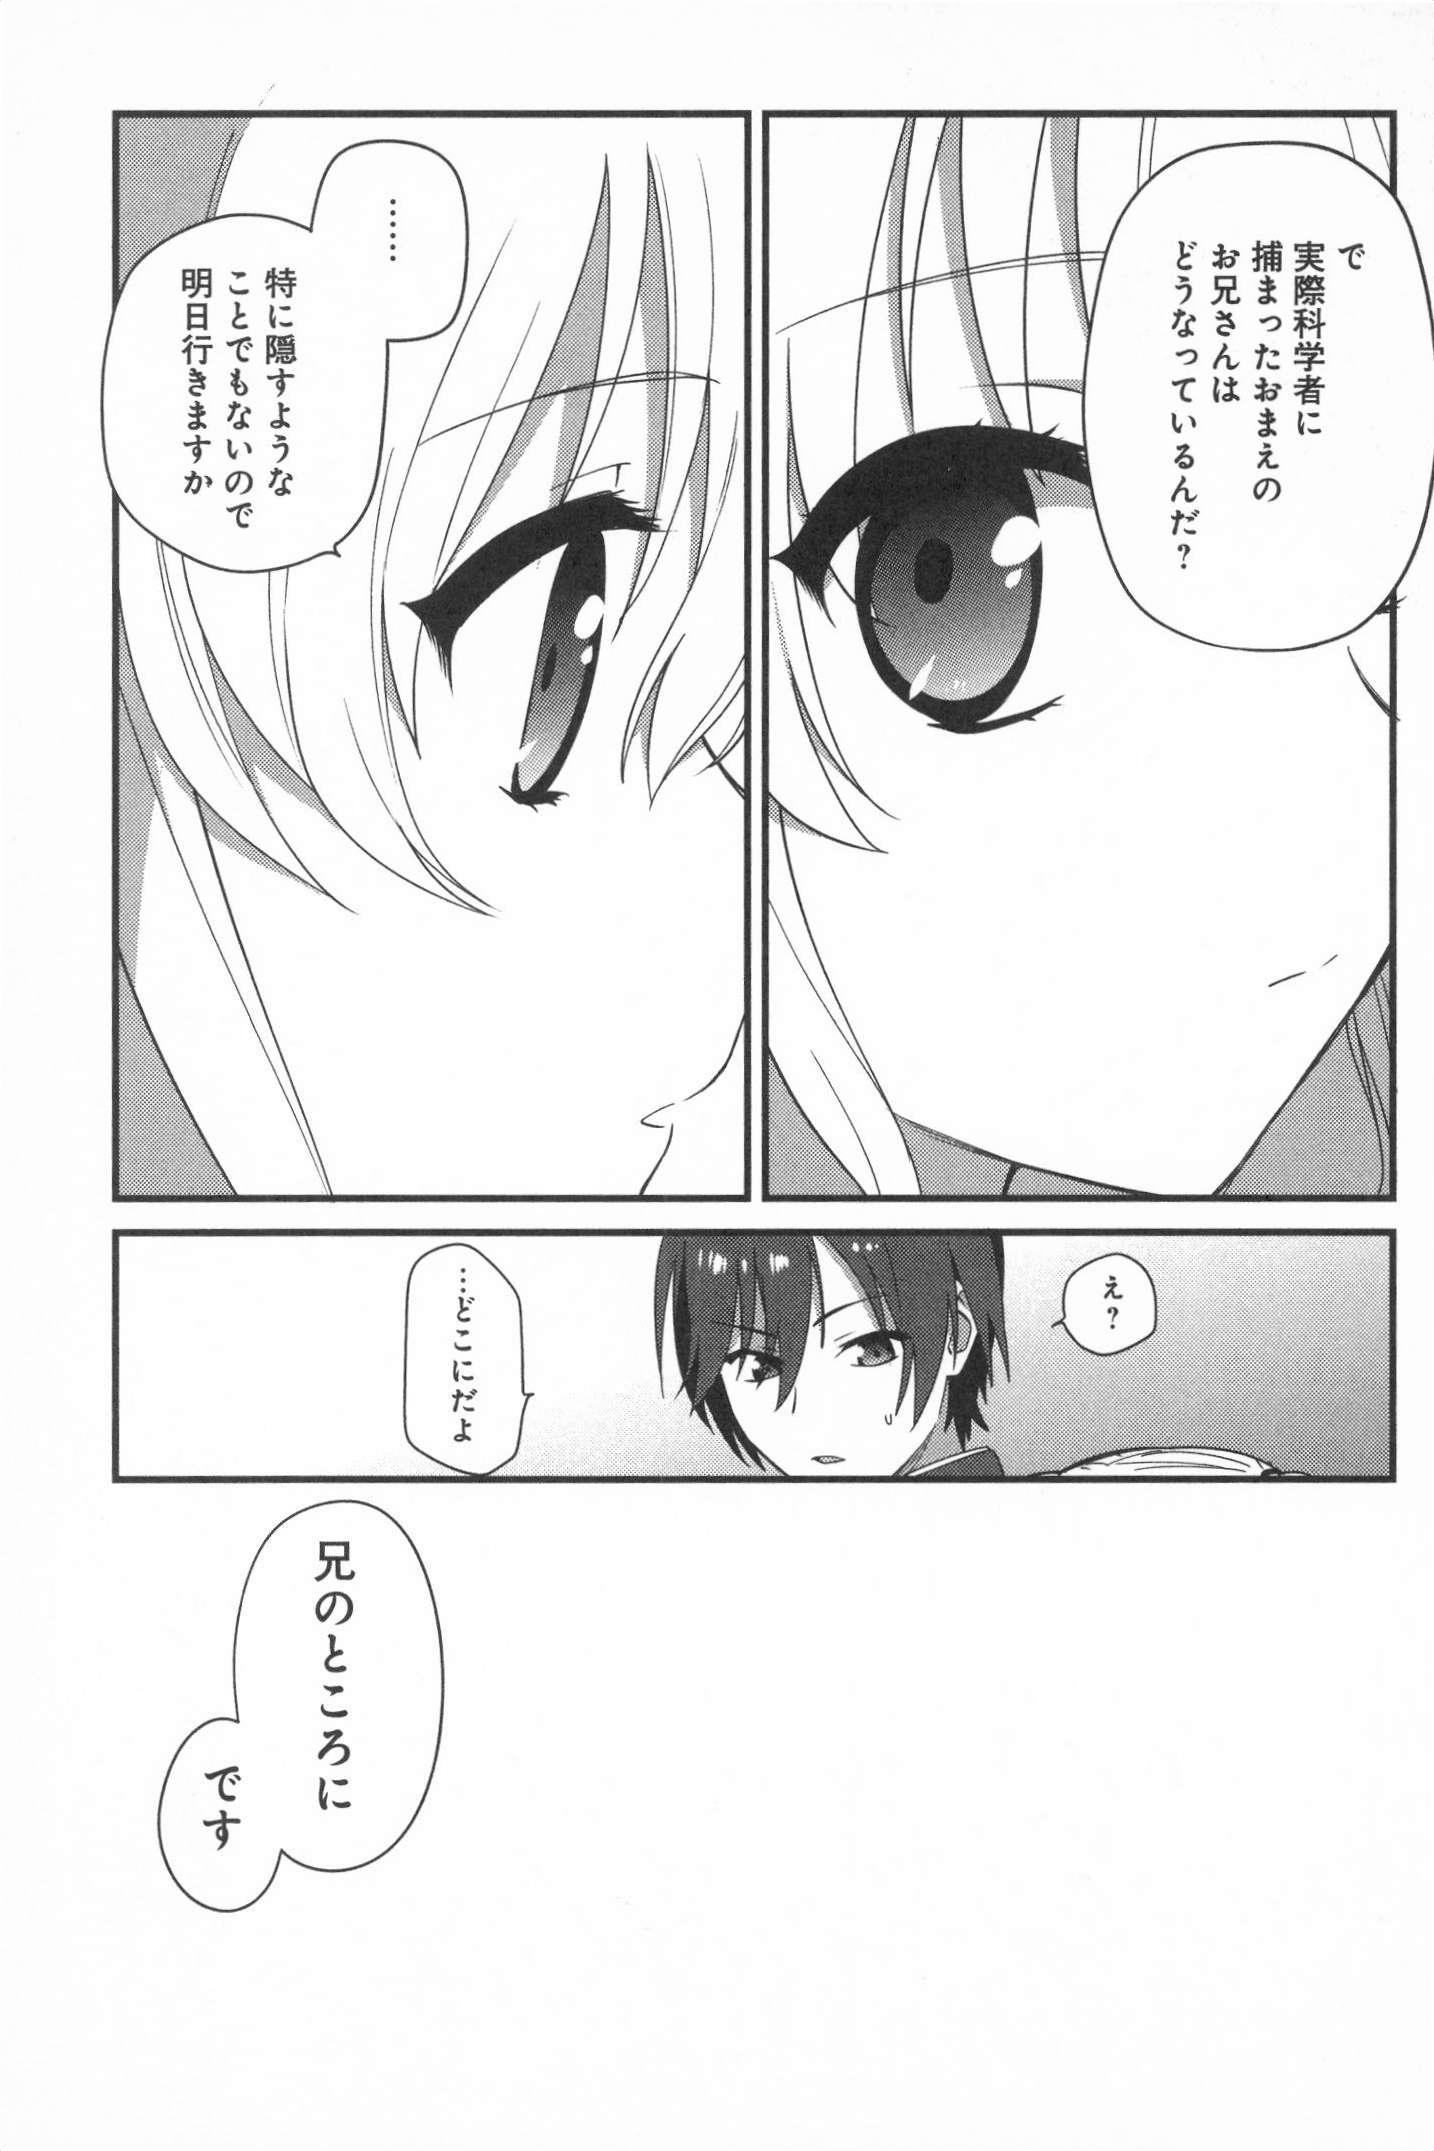 で
実際科学者に
捕まったおまえの
お兄さんは
どうなっているんだ？
……
特に隠すような
ことでもないので
明日行きますか
え？
…どこにだよ
兄のところに
です